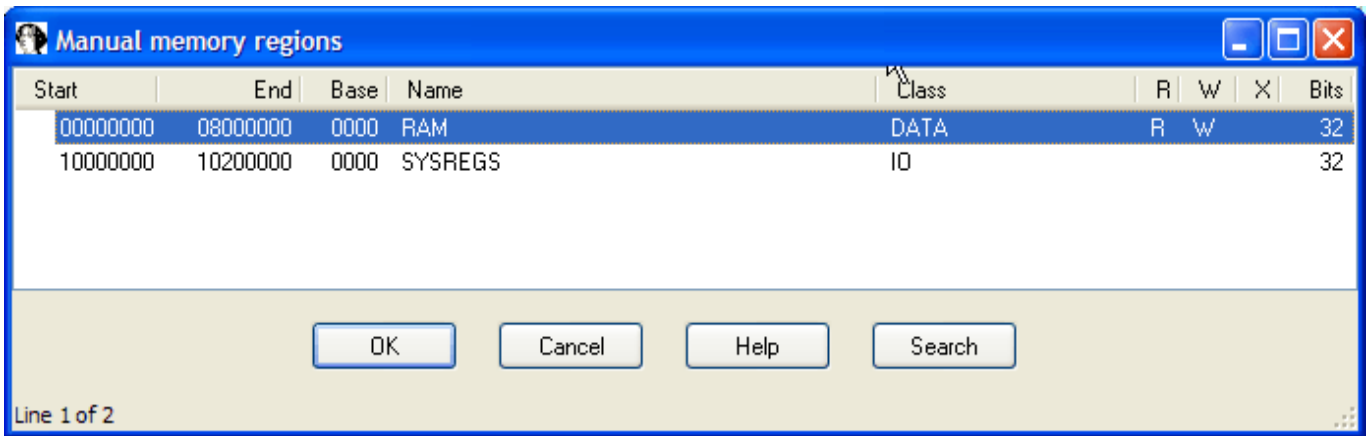 Manual memory regions
Start End Base Name Class R W X Bits
00000000 08000000 0000 RAM DATA R W 32
10000000 10200000 0000 SYSREGS IO 32
OK Cancel Help Search
Line 1 of 2